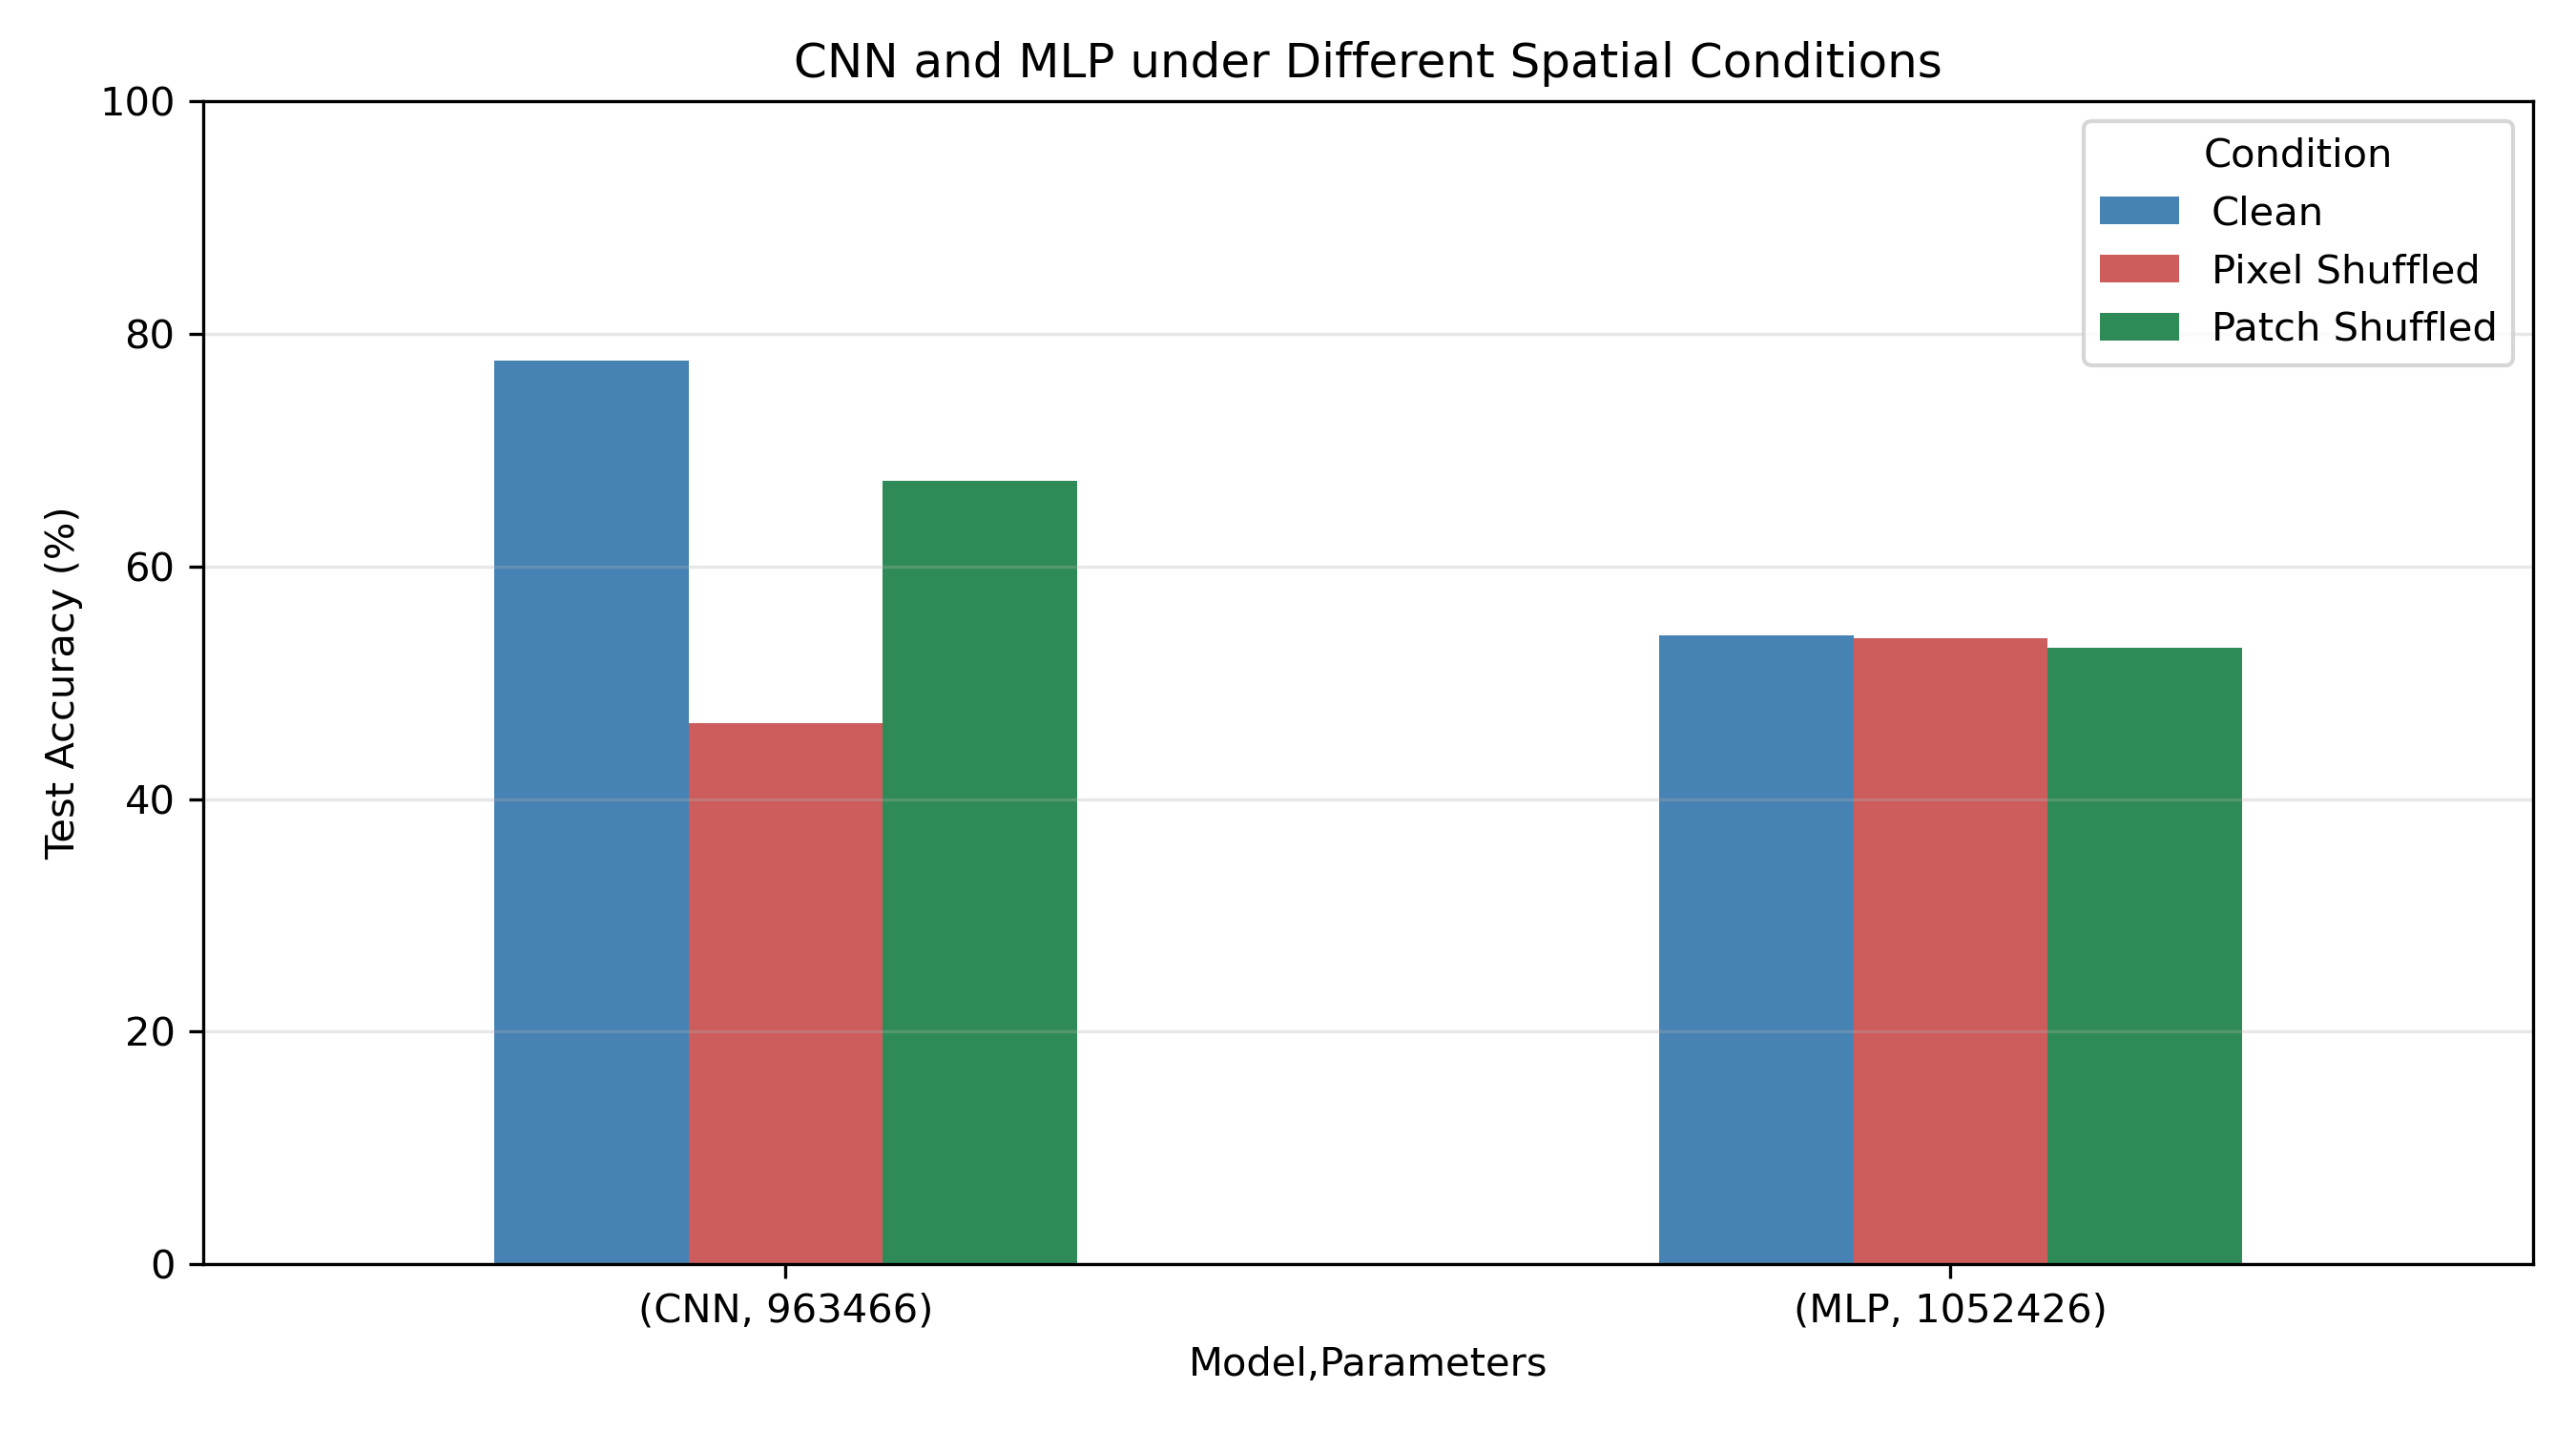 CNN and MLP under Different Spatial Conditions
100
80
60
40
20
0
Test Accuracy (%)
Condition
Clean
Pixel Shuffled
Patch Shuffled
(CNN, 963466)
(MLP, 1052426)
Model,Parameters